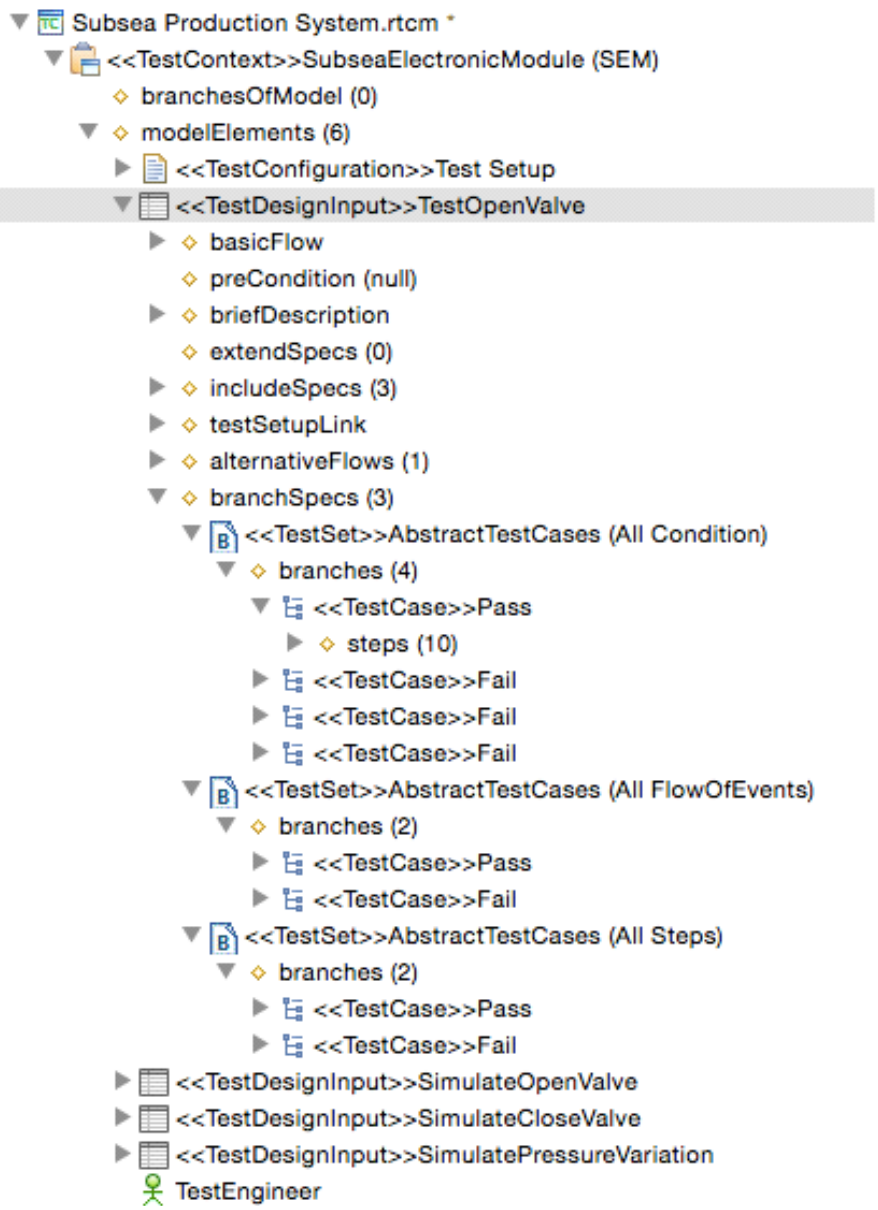 Subsea Production System.rtcm *
<<TestContext>>SubseaElectronicModule (SEM)
branchesOfModel (0)
modelElements (6)
<<TestConfiguration>>Test Setup
<<TestDesignInput>>TestOpenValve
basicFlow
preCondition (null)
briefDescription
extendSpecs (0)
includeSpecs (3)
testSetupLink
alternativeFlows (1)
branchSpecs (3)
<<TestSet>>AbstractTestCases (All Condition)
branches (4)
<<TestCase>>Pass
steps (10)
<<TestCase>>Fail
<<TestCase>>Fail
<<TestCase>>Fail
<<TestSet>>AbstractTestCases (All FlowOfEvents)
branches (2)
<<TestCase>>Pass
<<TestCase>>Fail
<<TestSet>>AbstractTestCases (All Steps)
branches (2)
<<TestCase>>Pass
<<TestCase>>Fail
<<TestDesignInput>>SimulateOpenValve
<<TestDesignInput>>SimulateCloseValve
<<TestDesignInput>>SimulatePressureVariation
TestEngineer